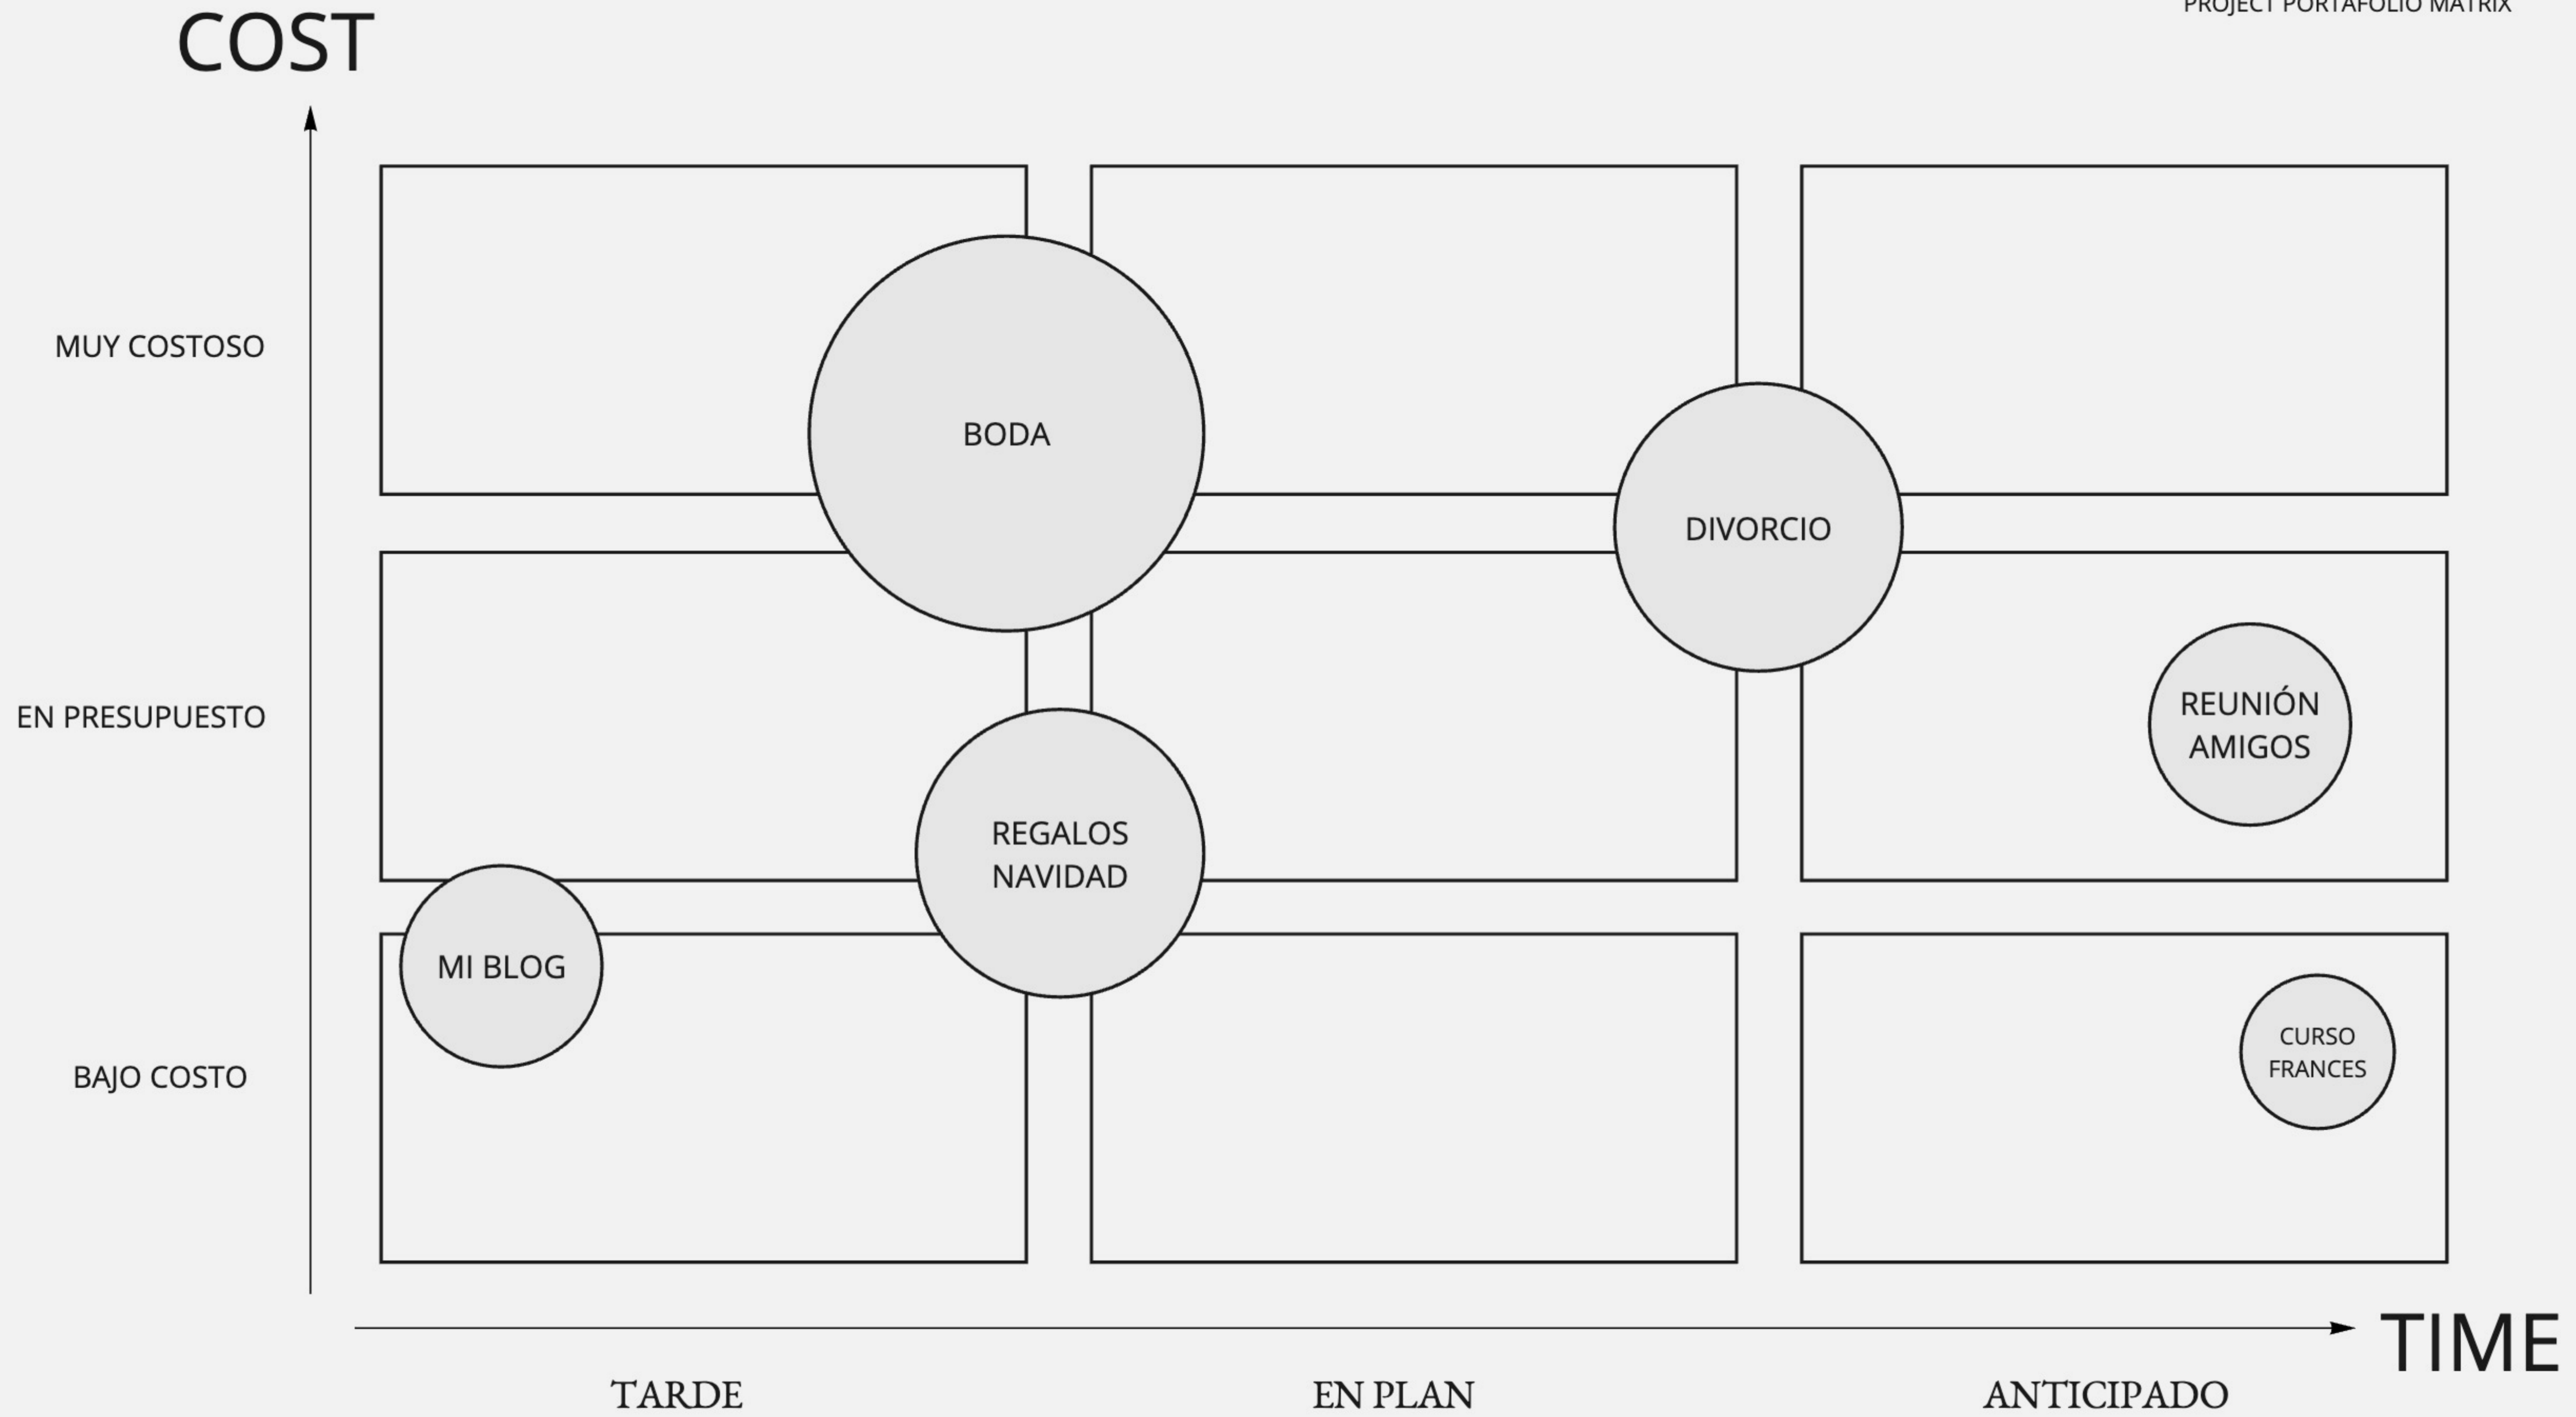 PROJECT PORTAFOLIO MATRIX
COST
MUY COSTOSO
BODA
DIVORCIO
EN PRESUPUESTO
REUNIÓN
AMIGOS
REGALOS
NAVIDAD
MI BLOG
CURSO
FRANCES
BAJO COSTO
TIME
TARDE
EN PLAN
ANTICIPADO